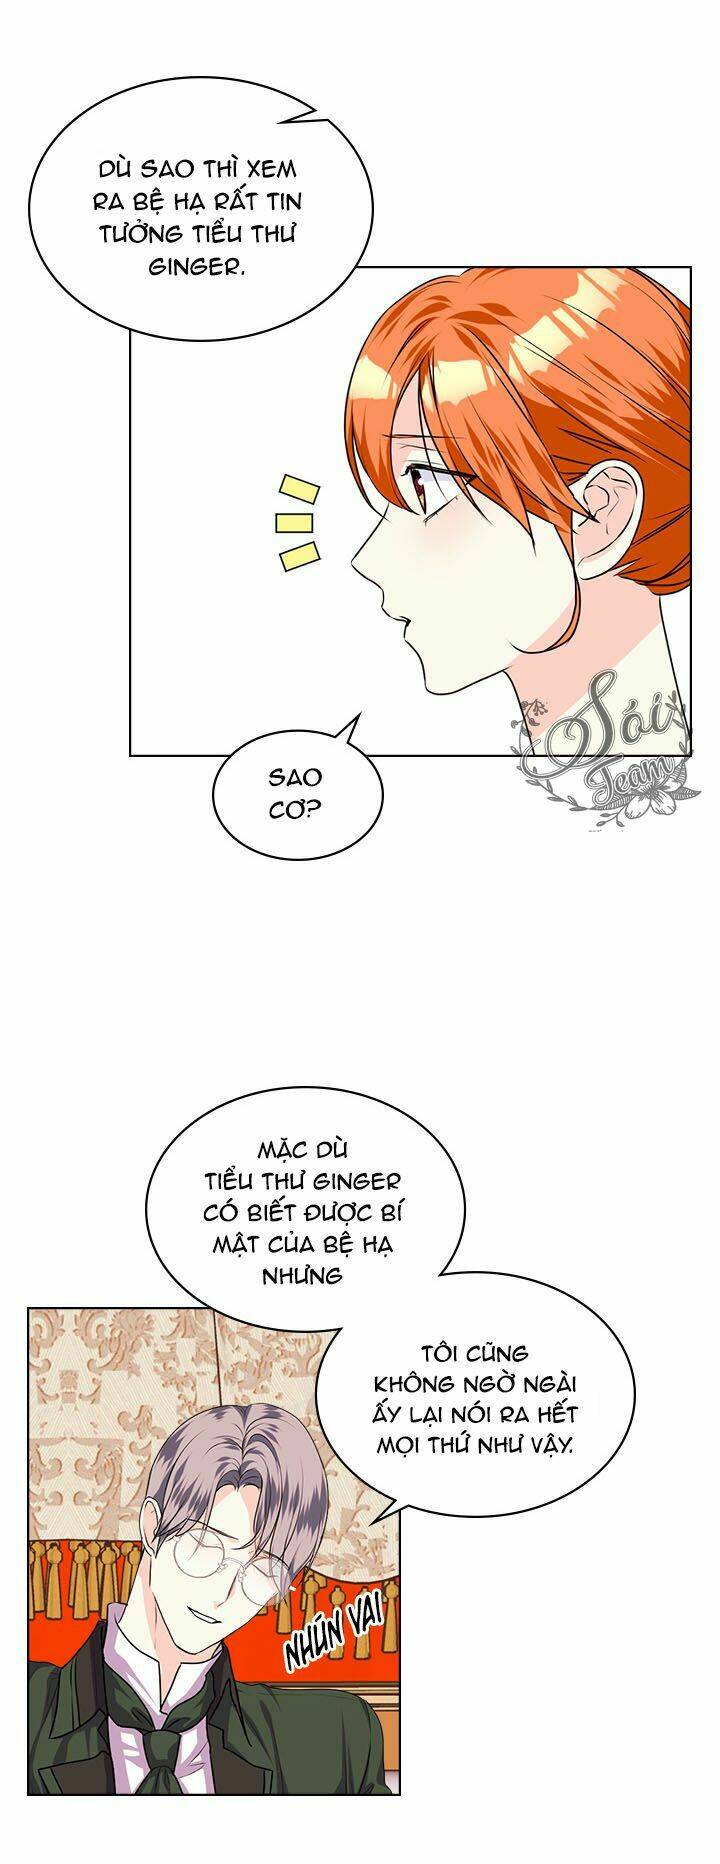 DÙ SAO THÌ XEM
RA BỆ HẠ RẤT TIN
TƯỞNG TIỂU THƯ
GINGER.
Sói
Team
SAO
CƠ?
MẶC DÙ
TIỂU THƯ GINGER
CÓ BIẾT ĐƯỢC BÍ
MẬT CỦA BỆ HẠ
NHƯNG
TÔI CŨNG
KHÔNG NGỜ NGÀI
ẤY LẠI NÓI RA HẾT
MỌI THỨ NHƯ VẬY.
NHÚN VAI